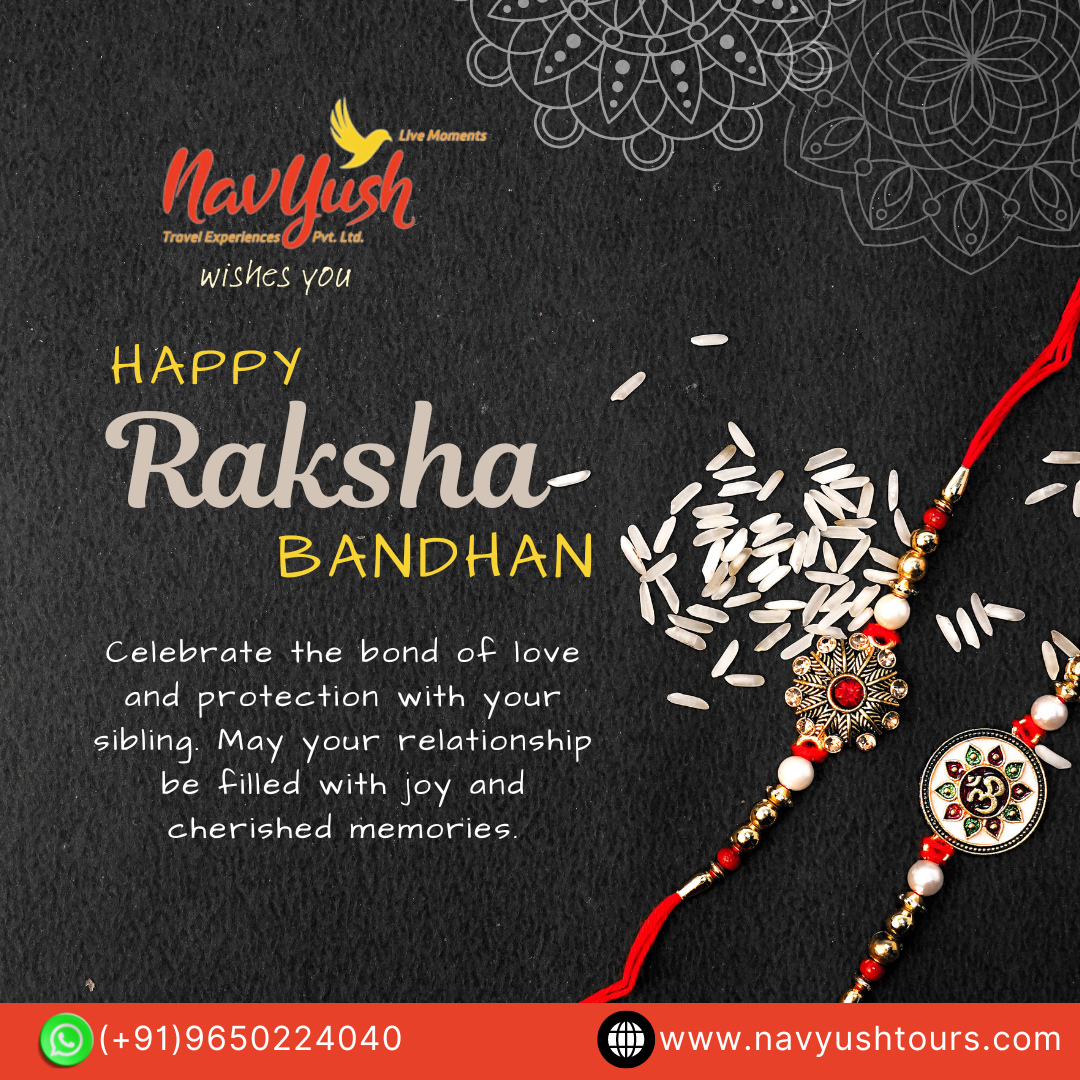 Live Moments
NavYush
Travel Experiences Pvt. Ltd.
wishes you
HAPPY
Raksha
BANDHAN
Celebrate the bond of love
and protection with your
sibling. May your relationship
be filled with joy and
cherished memories.
ॐ
(+91)9650224040
www.navyushtours.com